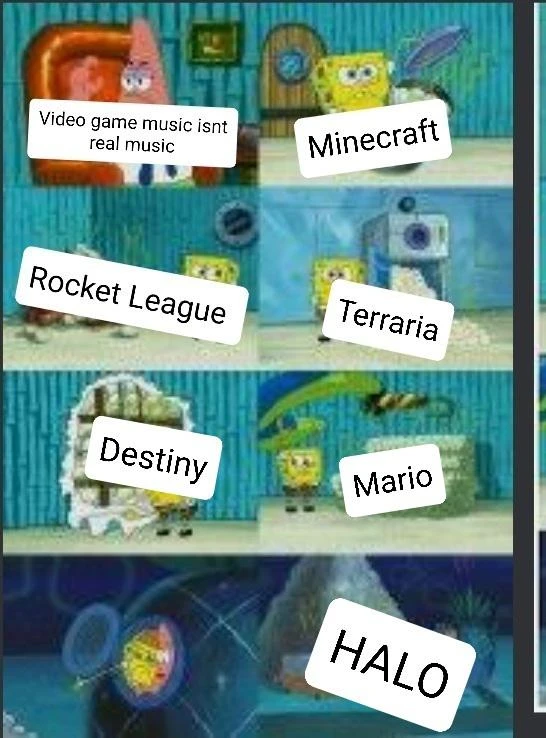 Video game music isnt
real music
Minecraft
Rocket League
Terraria
Destiny
Mario
HALO